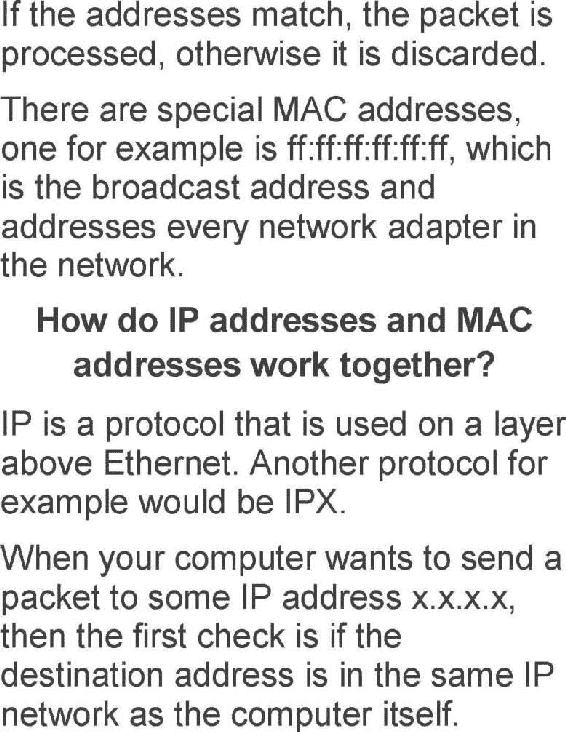 If the addresses match, the packet is
processed, otherwise it is discarded.
There are special MAC addresses,
one for example is ff:ff:ff:ff:ff:ff, which
is the broadcast address and
addresses every network adapter in
the network.
How do IP addresses and MAC
addresses work together?
IP is a protocol that is used on a layer
above Ethernet. Another protocol for
example would be IPX.
When your computer wants to send a
packet to some IP address x.x.x.x,
then the first check is if the
destination address is in the same IP
network as the computer itself.